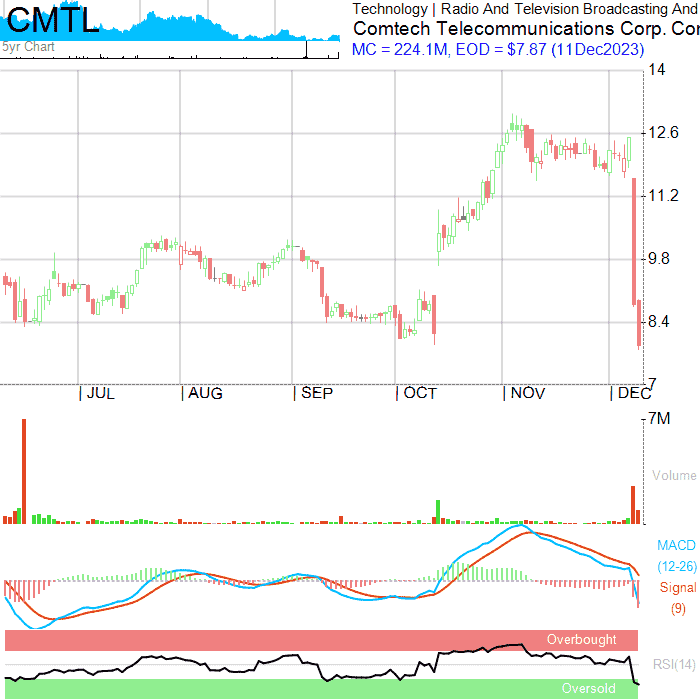 CMTL
5yr Chart
Technology | Radio And Television Broadcasting And
Comtech Telecommunications Corp. Cor
MC = 224.1M, EOD = $7.87 (11Dec2023)
14
12.6
11.2
9.8
8.4
7
| JUL | AUG | SEP | OCT | NOV | DEC
7M
Volume
MACD
(12-26)
Signal
(9)
Overbought
RSI(14)
Oversold